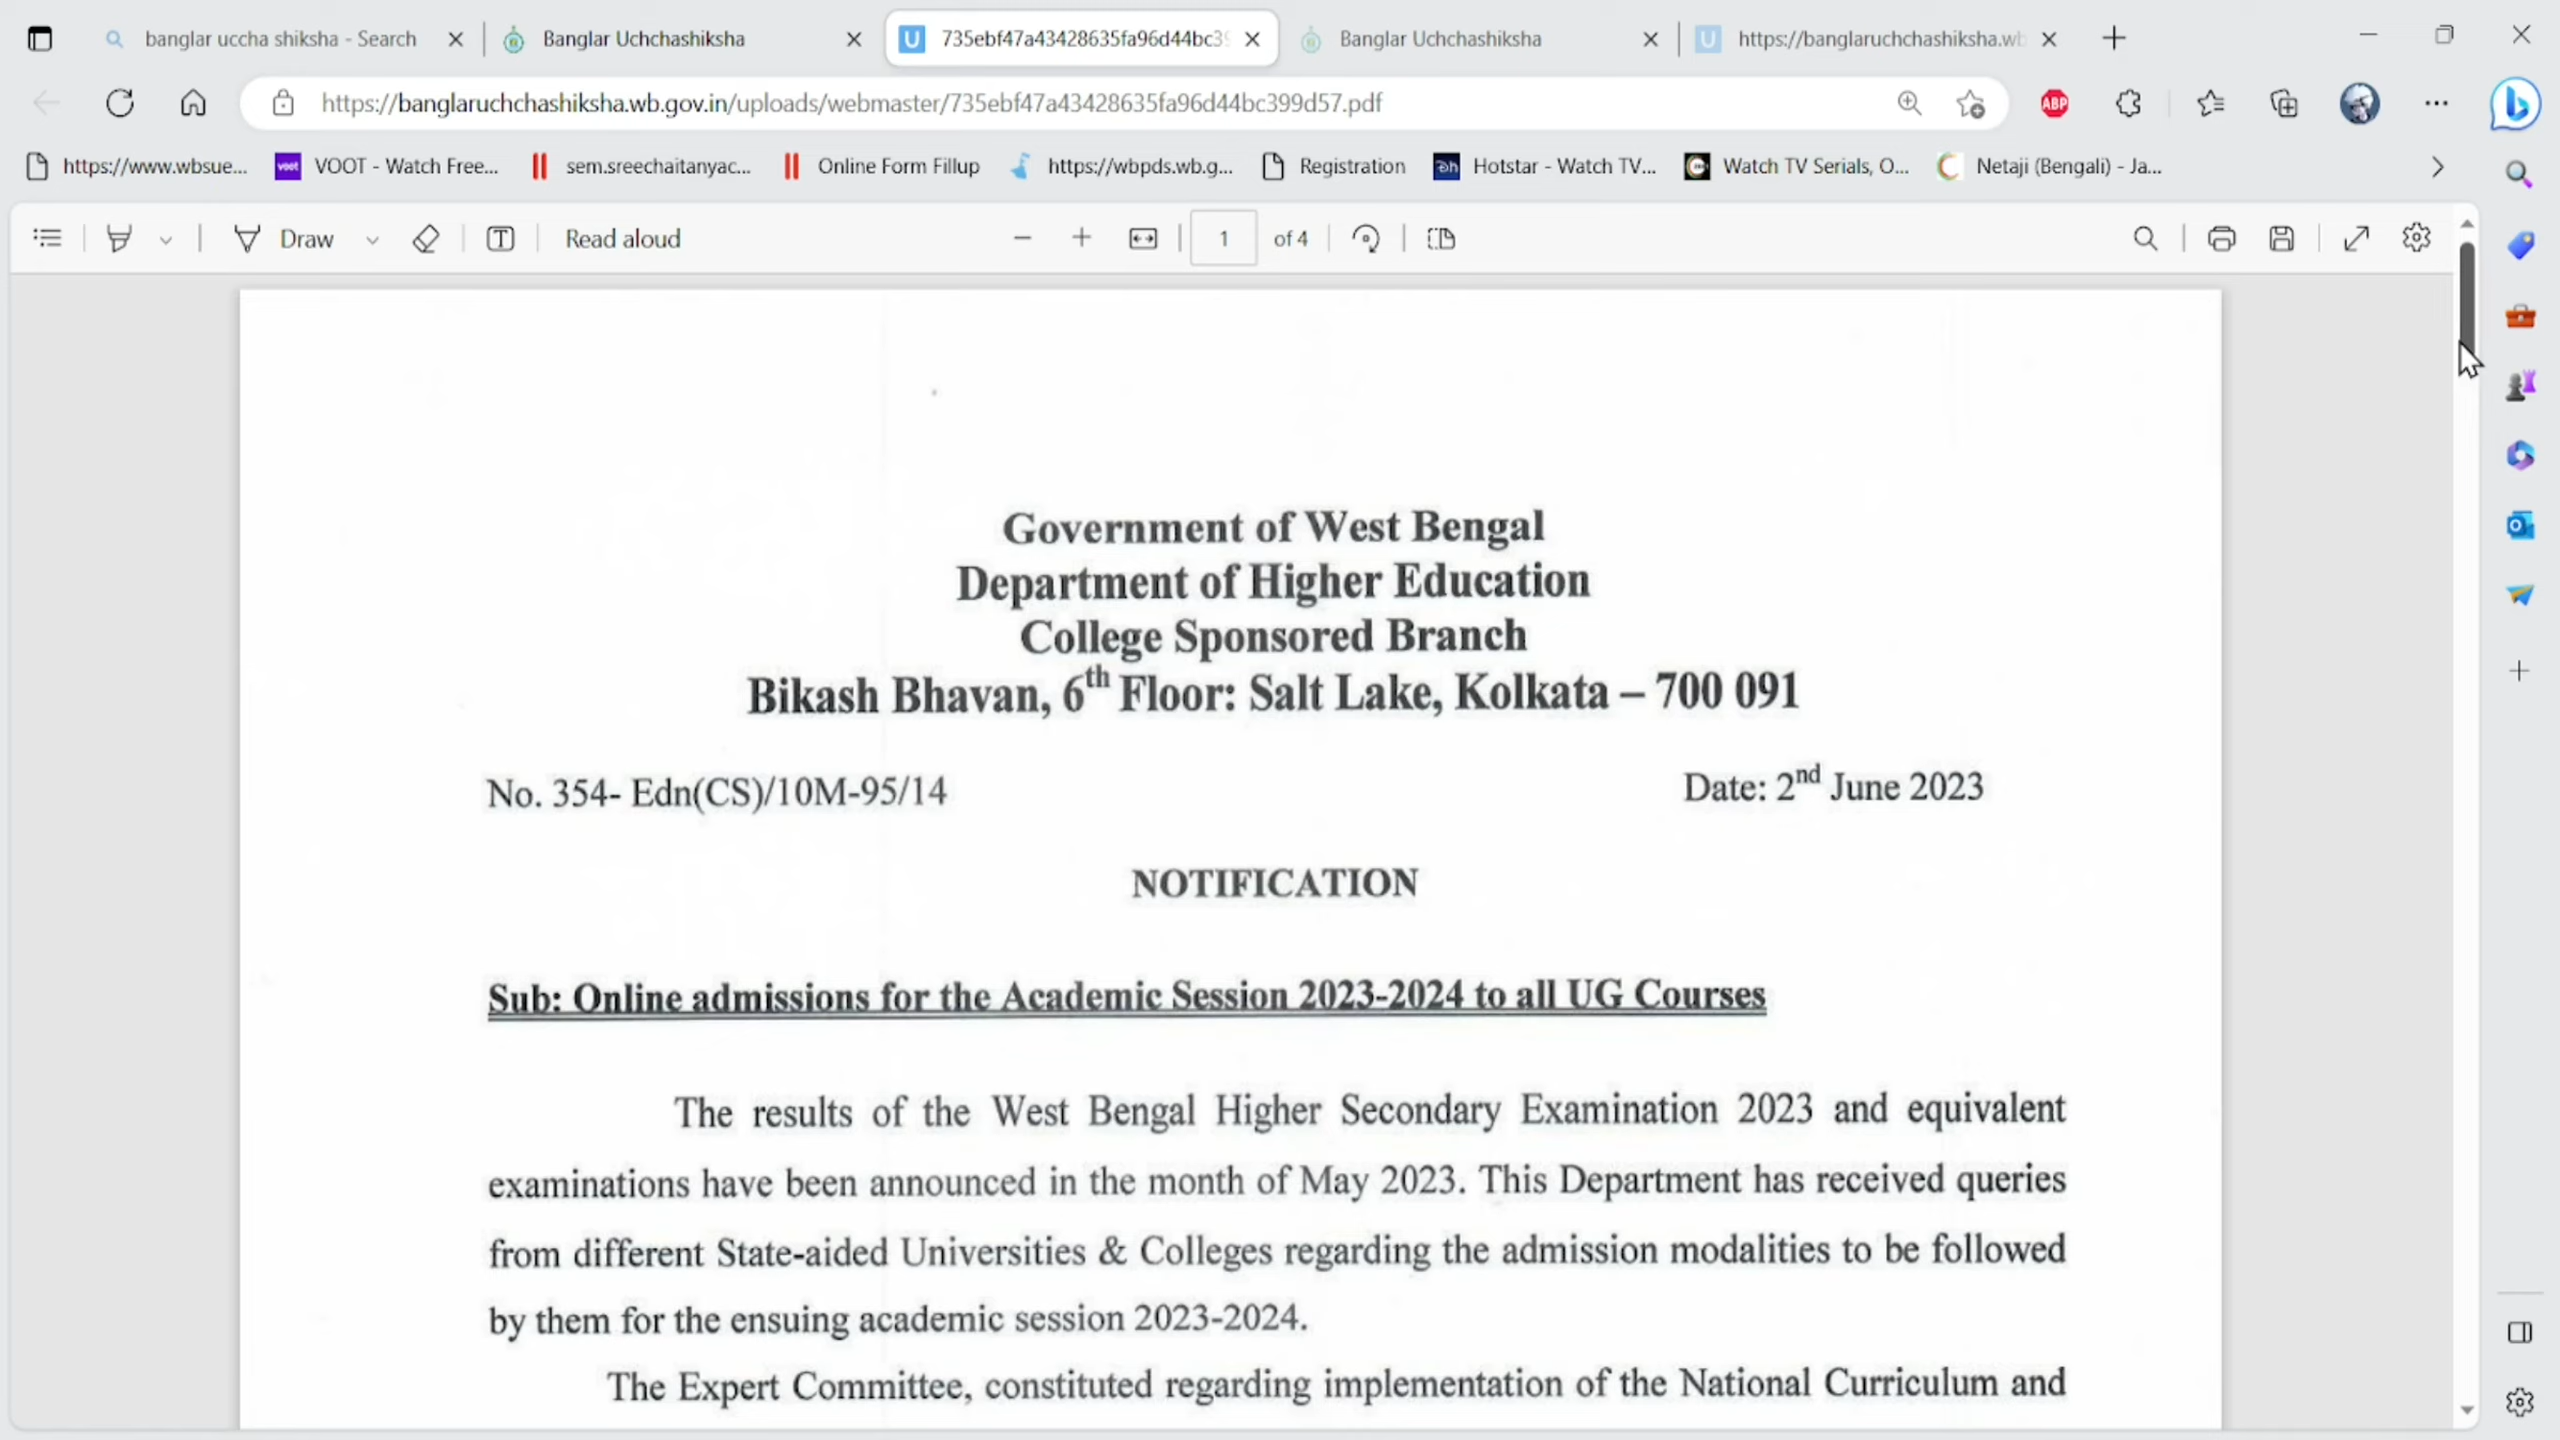 banglar uccha shiksha - Search
Banglar Uchchashiksha
735ebf47a43428635fa96d44bc39
Banglar Uchchashiksha
https://banglaruchchashiksha.wb
https://banglaruchchashiksha.wb.gov.in/uploads/webmaster/735ebf47a43428635fa96d44bc399d57.pdf
ABP
https://www.wbsue...
VOOT - Watch Free...
sem.sreechaitanyac...
Online Form Fillup
https://wbpds.wb.g...
Registration
Hotstar - Watch TV...
Watch TV Serials, O...
Netaji (Bengali) - Ja...
Draw
Read aloud
1 of 4
Government of West Bengal
Department of Higher Education
College Sponsored Branch
Bikash Bhavan, 6th Floor: Salt Lake, Kolkata – 700 091
No. 354- Edn(CS)/10M-95/14
Date: 2nd June 2023
NOTIFICATION
Sub: Online admissions for the Academic Session 2023-2024 to all UG Courses
The results of the West Bengal Higher Secondary Examination 2023 and equivalent
examinations have been announced in the month of May 2023. This Department has received queries
from different State-aided Universities & Colleges regarding the admission modalities to be followed
by them for the ensuing academic session 2023-2024.
The Expert Committee, constituted regarding implementation of the National Curriculum and